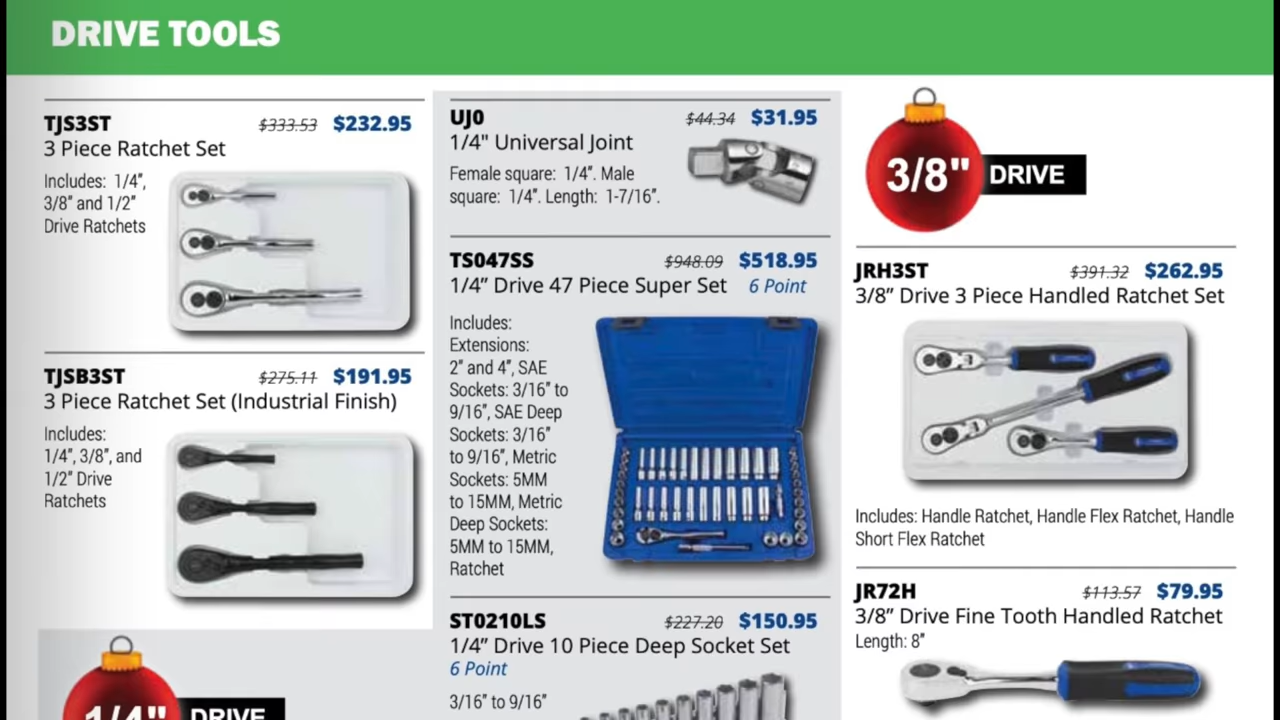 DRIVE TOOLS
TJS3ST $333.53 $232.95
3 Piece Ratchet Set
Includes: 1/4",
3/8" and 1/2"
Drive Ratchets
TJSB3ST $275.11 $191.95
3 Piece Ratchet Set (Industrial Finish)
Includes:
1/4", 3/8", and
1/2" Drive
Ratchets
1/4" DRIVE
UJ0 $44.34 $31.95
1/4" Universal Joint
Female square: 1/4". Male
square: 1/4". Length: 1-7/16".
TS047SS $948.09 $518.95
1/4” Drive 47 Piece Super Set 6 Point
Includes:
Extensions:
2" and 4", SAE
Sockets: 3/16" to
9/16", SAE Deep
Sockets: 3/16"
to 9/16", Metric
Sockets: 5MM
to 15MM, Metric
Deep Sockets:
5MM to 15MM,
Ratchet
ST0210LS $227.20 $150.95
1/4” Drive 10 Piece Deep Socket Set
6 Point
3/16" to 9/16"
3/8" DRIVE
JRH3ST $391.32 $262.95
3/8” Drive 3 Piece Handled Ratchet Set
Includes: Handle Ratchet, Handle Flex Ratchet, Handle
Short Flex Ratchet
JR72H $113.57 $79.95
3/8” Drive Fine Tooth Handled Ratchet
Length: 8"